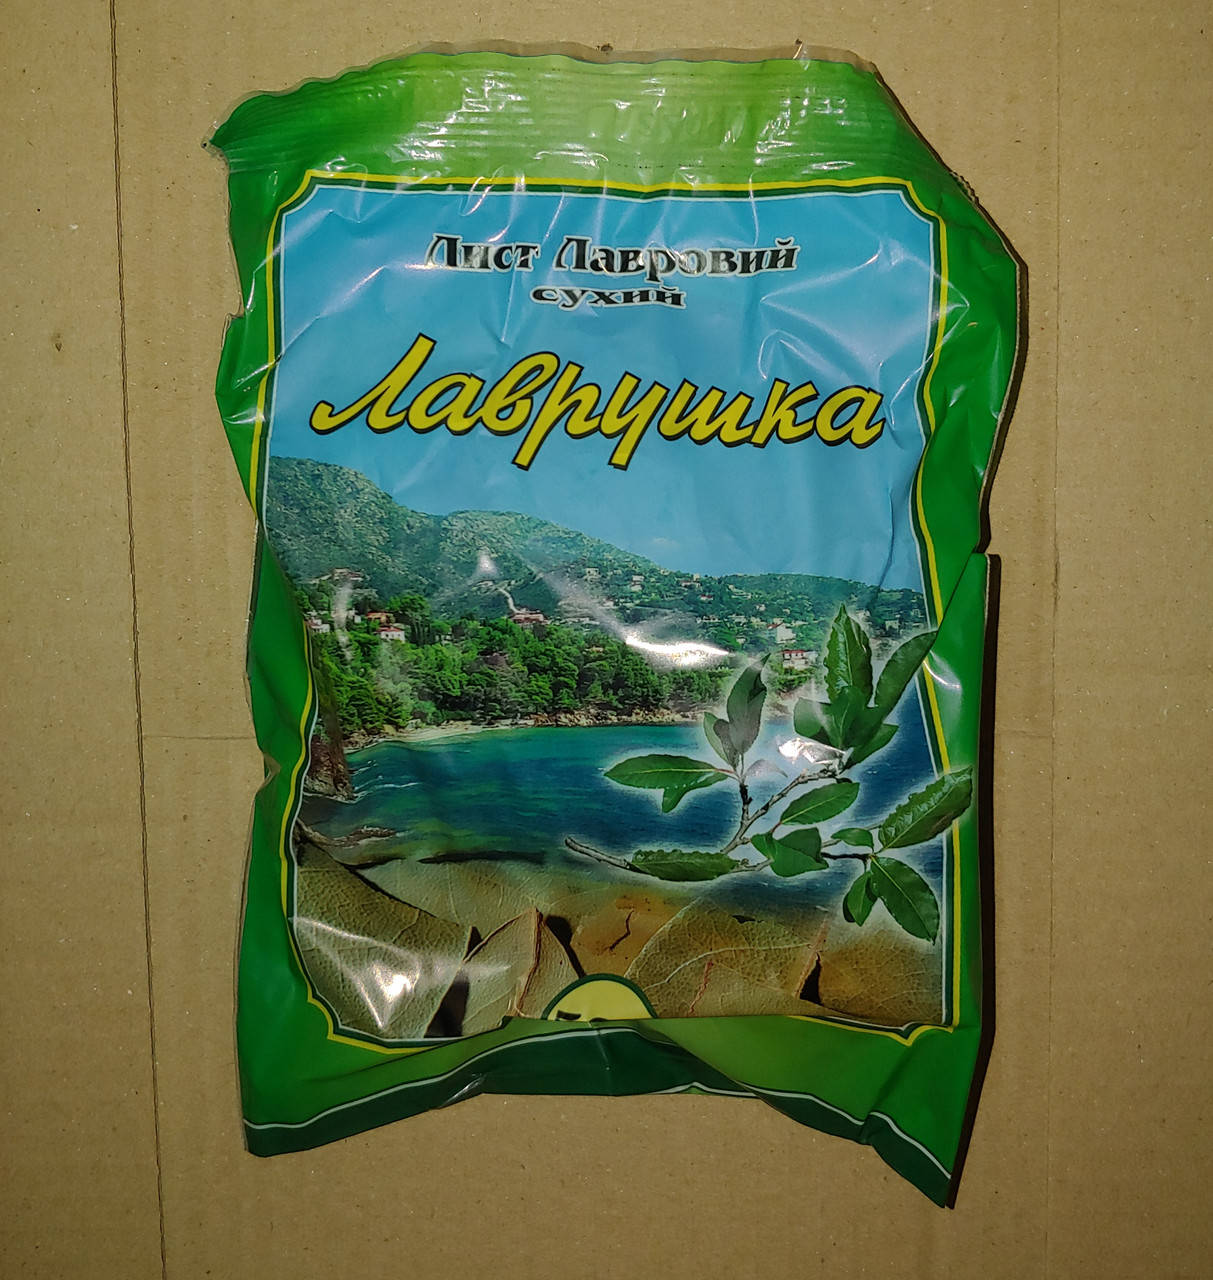 Лист Лавровий
сухий
Лаврушка